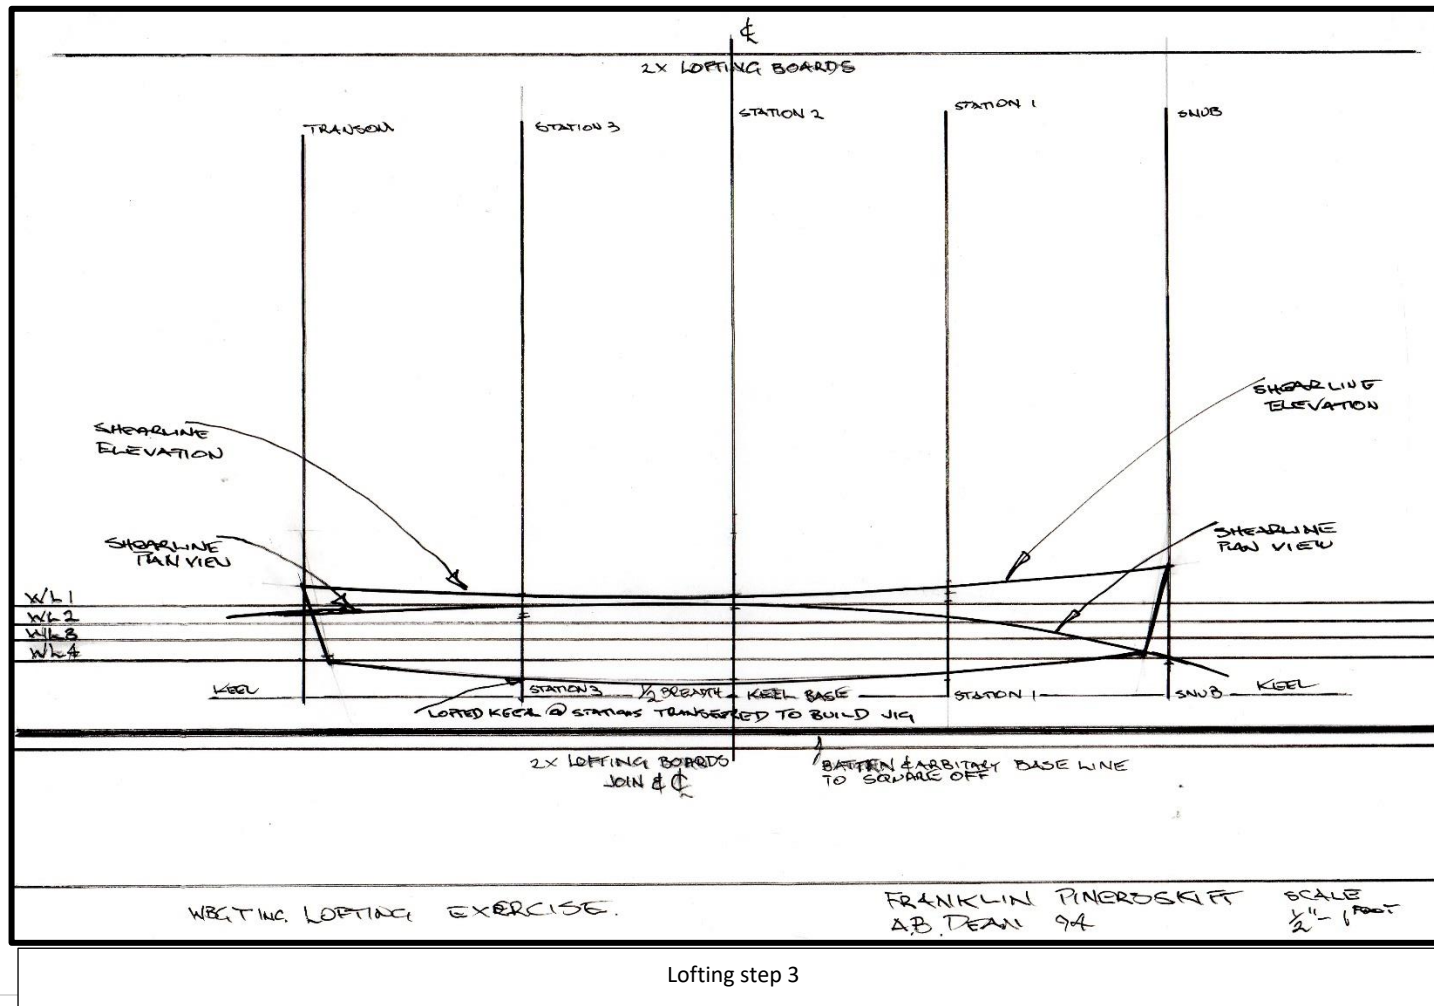 ℄
2X LOFTING BOARDS
TRANSOM
STATION 3
STATION 2
STATION 1
SNUB
SHEARLINE
ELEVATION
SHEARLINE
ELEVATION
SHEARLINE
PLAN VIEW
SHEARLINE
PLAN VIEW
WL1
WL2
WL3
WL4
KEEL
STATION 3
1/2 BREADTH
KEEL BASE
STATION 1
SNUB
KEEL
LOFTED KEEL @ STATIONS TRANSFERED TO BUILD JIG
2X LOFTING BOARDS
JOIN & ℄
BATTEN & ARBITARY BASE LINE
TO SQUARE OFF
WBGT INC. LOFTING EXERCISE.
FRANKLIN PINERS SKIFF
A.B. DEAN 94
SCALE
1/2" - 1 FOOT
Lofting step 3